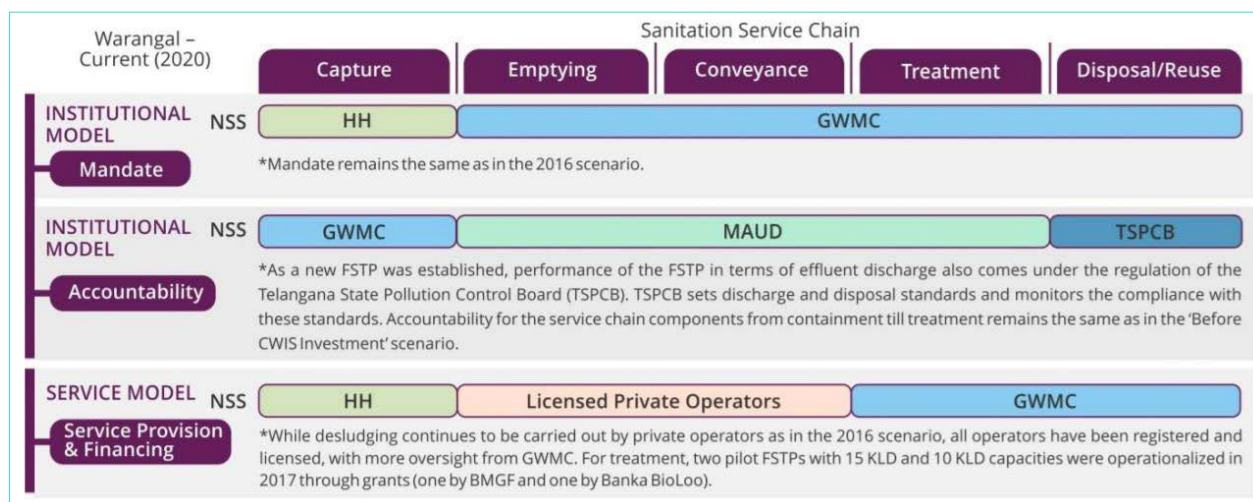 Warangal –
Current (2020)
Sanitation Service Chain
Capture
Emptying
Conveyance
Treatment
Disposal/Reuse
INSTITUTIONAL
MODEL
NSS
Mandate
HH
GWMC
*Mandate remains the same as in the 2016 scenario.
INSTITUTIONAL
MODEL
NSS
Accountability
GWMC
MAUD
TSPCB
*As a new FSTP was established, performance of the FSTP in terms of effluent discharge also comes under the regulation of the
Telangana State Pollution Control Board (TSPCB). TSPCB sets discharge and disposal standards and monitors the compliance with
these standards. Accountability for the service chain components from containment till treatment remains the same as in the ‘Before
CWIS Investment’ scenario.
SERVICE MODEL
NSS
Service Provision
& Financing
HH
Licensed Private Operators
GWMC
*While desludging continues to be carried out by private operators as in the 2016 scenario, all operators have been registered and
licensed, with more oversight from GWMC. For treatment, two pilot FSTPs with 15 KLD and 10 KLD capacities were operationalized in
2017 through grants (one by BMGF and one by Banka BioLoo).